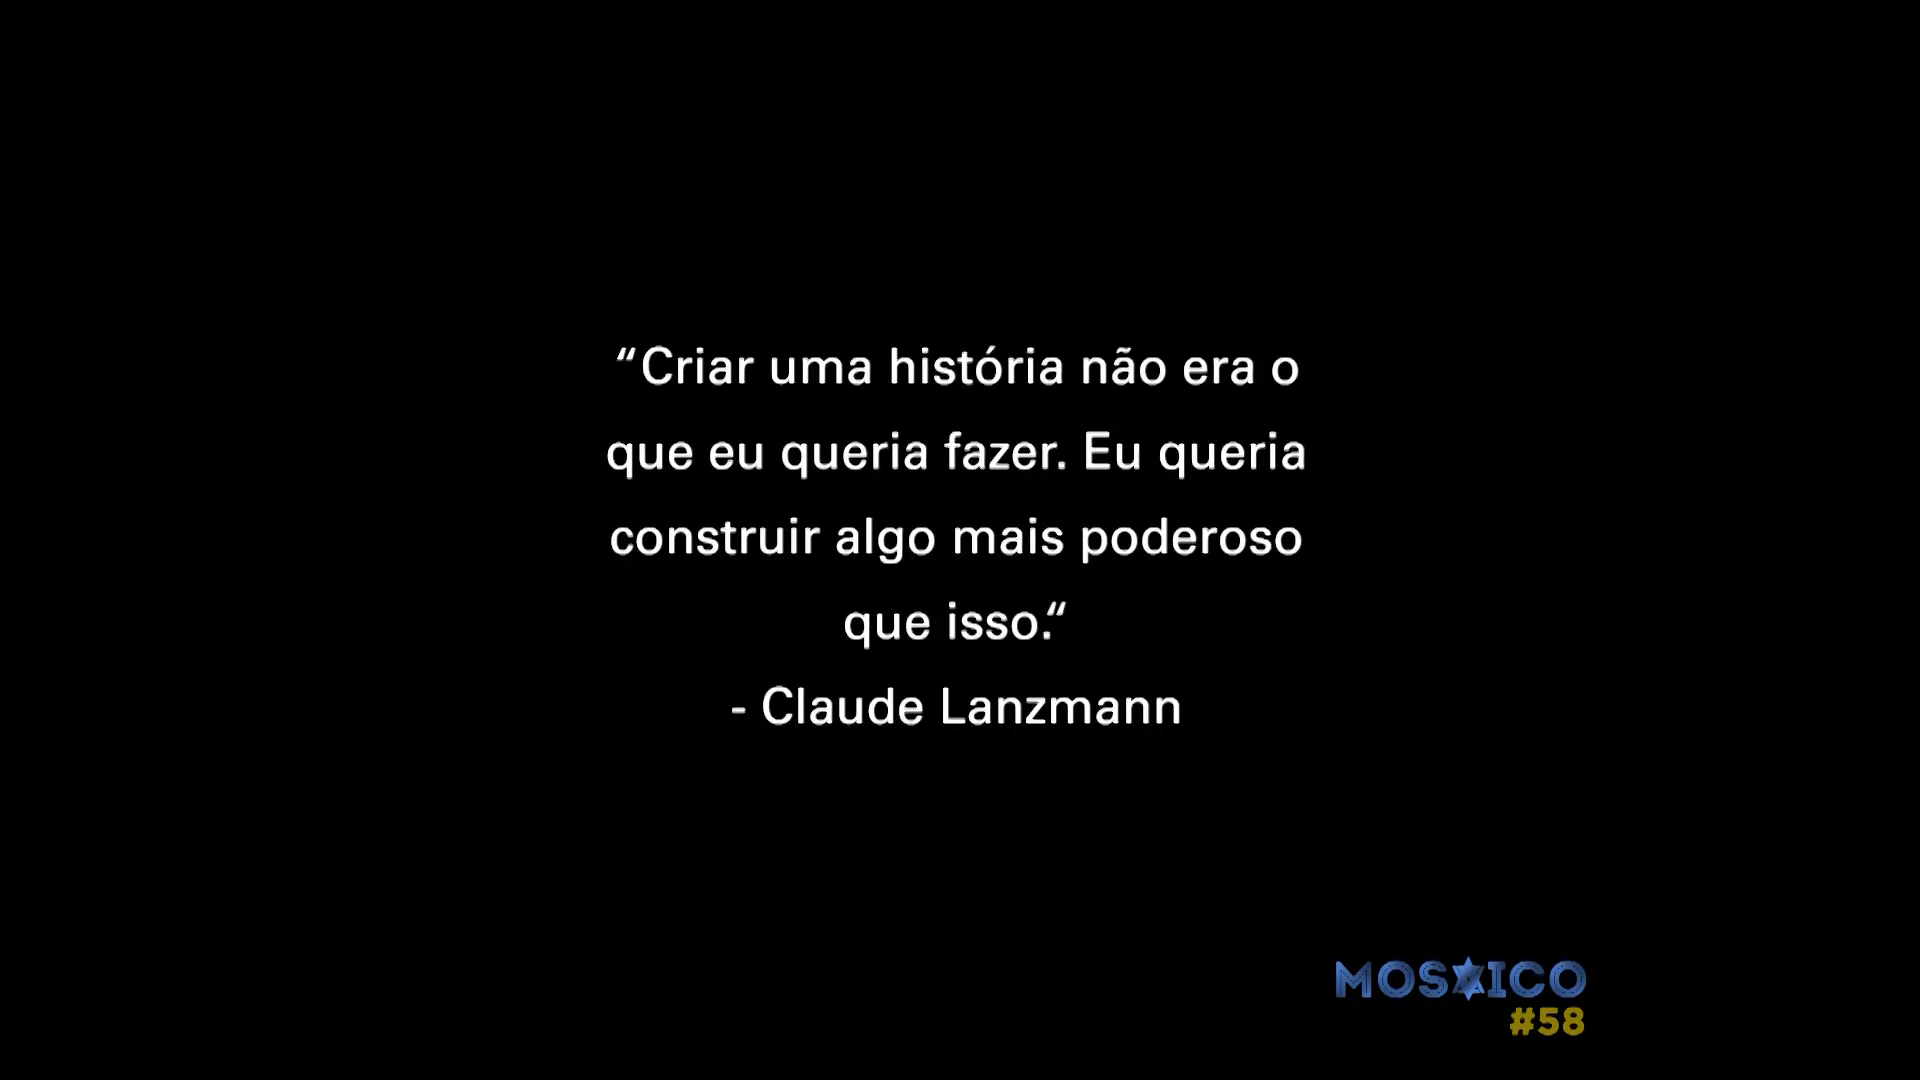 “Criar uma história não era o
que eu queria fazer. Eu queria
construir algo mais poderoso
que isso.“
- Claude Lanzmann
MOSAICO
#58